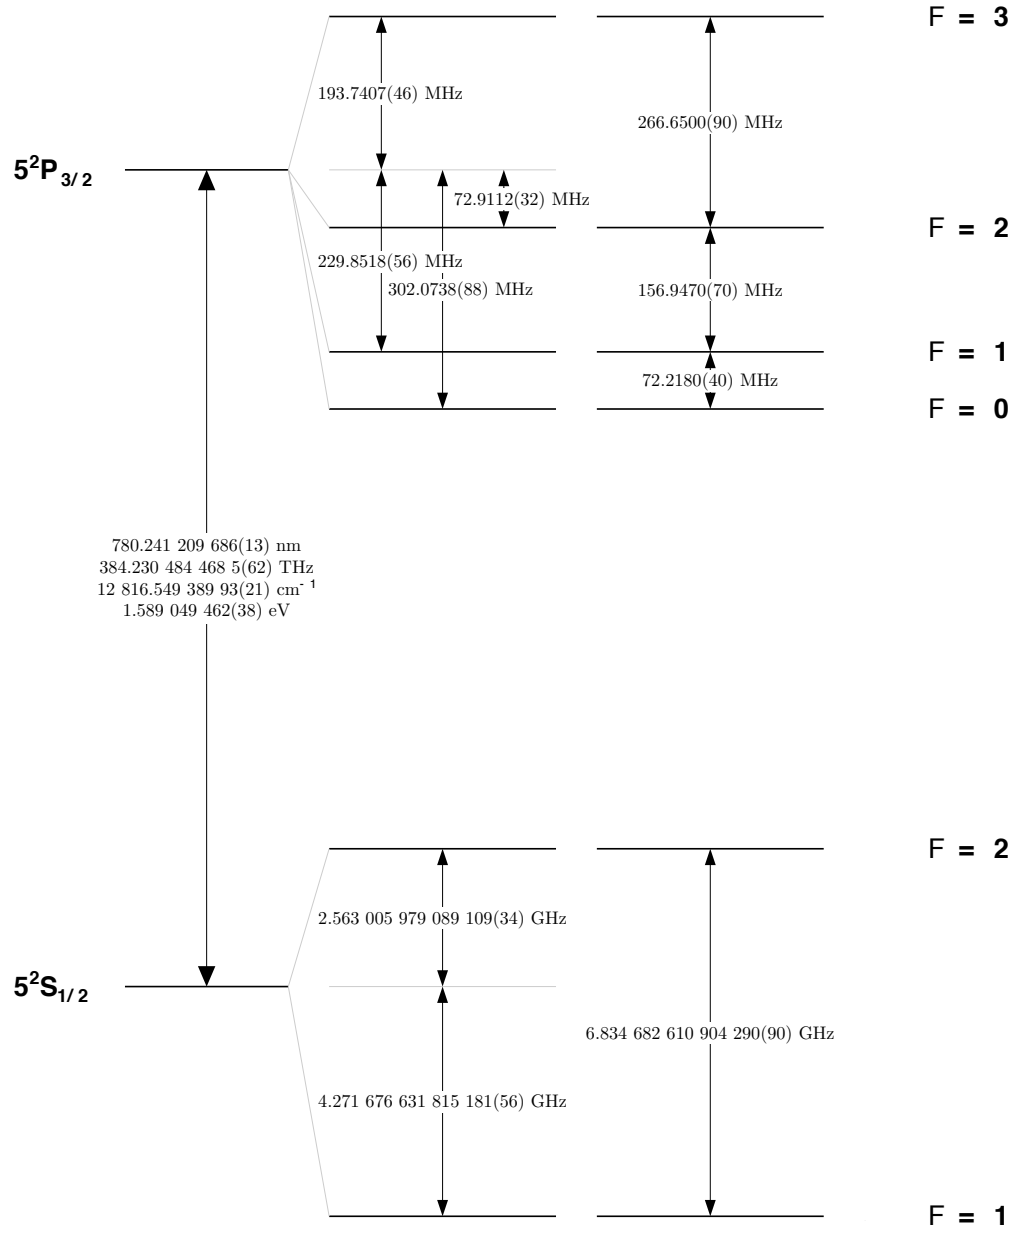 F = 3
193.7407(46) MHz
266.6500(90) MHz
5²P₃/₂
72.9112(32) MHz
F = 2
229.8518(56) MHz
302.0738(88) MHz
156.9470(70) MHz
F = 1
72.2180(40) MHz
F = 0
780.241 209 686(13) nm
384.230 484 468 5(62) THz
12 816.549 389 93(21) cm⁻¹
1.589 049 462(38) eV
F = 2
2.563 005 979 089 109(34) GHz
5²S₁/₂
6.834 682 610 904 290(90) GHz
4.271 676 631 815 181(56) GHz
F = 1